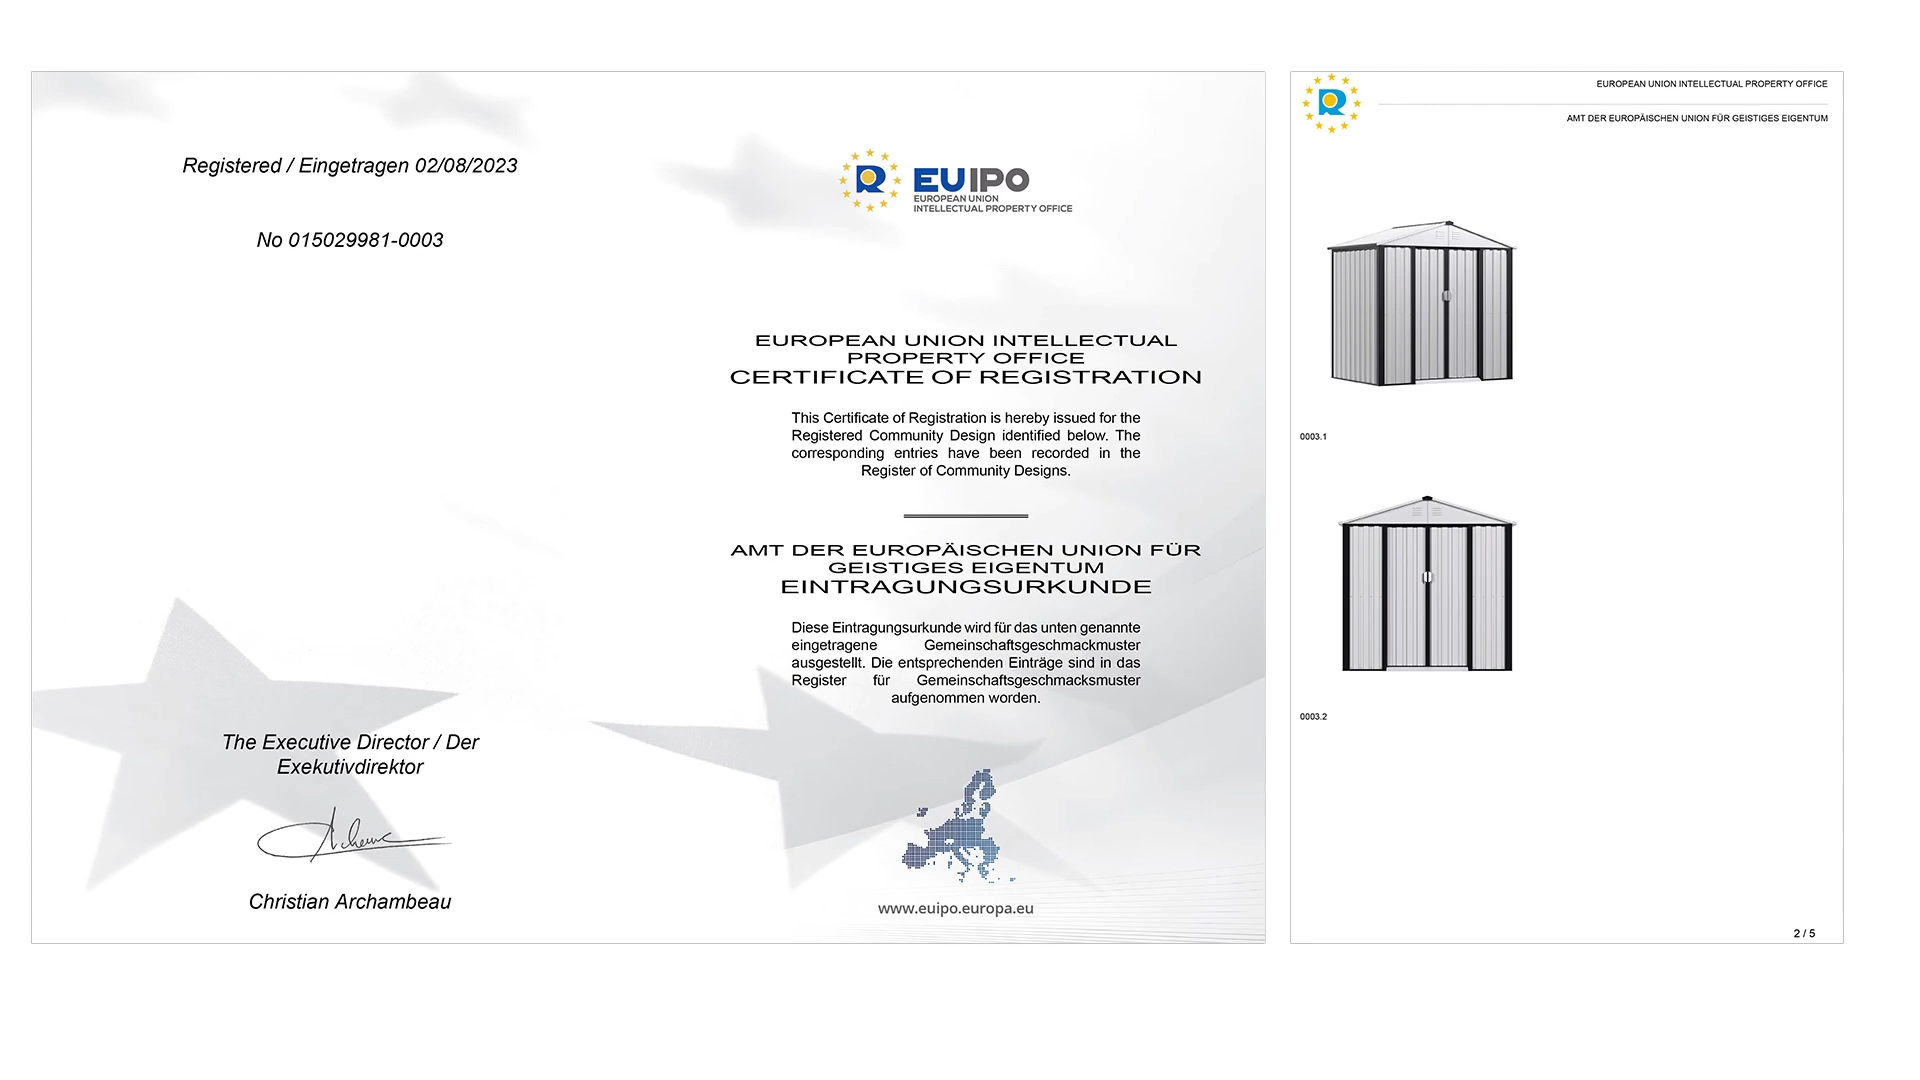 Registered / Eingetragen 02/08/2023
No 015029981-0003
The Executive Director / Der
Exekutivdirektor
Christian Archambeau
EUIPO
EUROPEAN UNION
INTELLECTUAL PROPERTY OFFICE
EUROPEAN UNION INTELLECTUAL
PROPERTY OFFICE
CERTIFICATE OF REGISTRATION
This Certificate of Registration is hereby issued for the
Registered Community Design identified below. The
corresponding entries have been recorded in the
Register of Community Designs.
AMT DER EUROPÄISCHEN UNION FÜR
GEISTIGES EIGENTUM
EINTRAGUNGSURKUNDE
Diese Eintragungsurkunde wird für das unten genannte
eingetragene Gemeinschaftsgeschmackmuster
ausgestellt. Die entsprechenden Einträge sind in das
Register für Gemeinschaftsgeschmacksmuster
aufgenommen worden.
www.euipo.europa.eu
EUROPEAN UNION INTELLECTUAL PROPERTY OFFICE
AMT DER EUROPÄISCHEN UNION FÜR GEISTIGES EIGENTUM
0003.1
0003.2
2 / 5